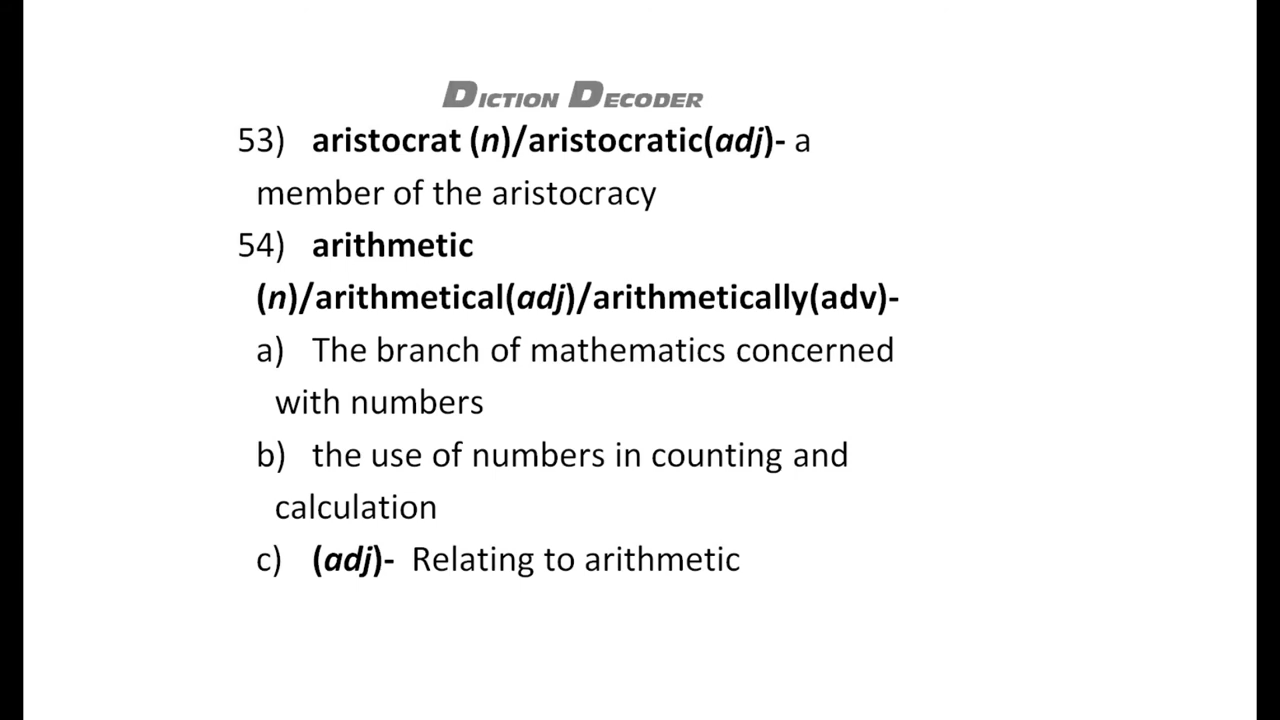 DICTION DECODER
53) aristocrat (n)/aristocratic(adj)- a
member of the aristocracy
54) arithmetic
(n)/arithmetical(adj)/arithmetically(adv)-
a) The branch of mathematics concerned
with numbers
b) the use of numbers in counting and
calculation
c) (adj)- Relating to arithmetic